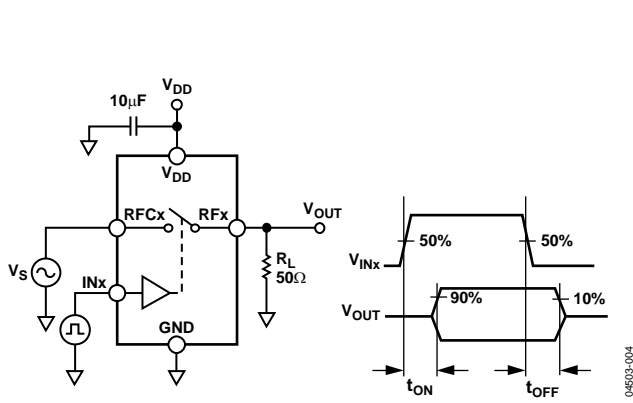 VDD
10μF
VDD
RFCx
RFx
VOUT
VS
RL
50Ω
INx
GND
VINx
50%
50%
VOUT
90%
10%
tON
tOFF
04503-004